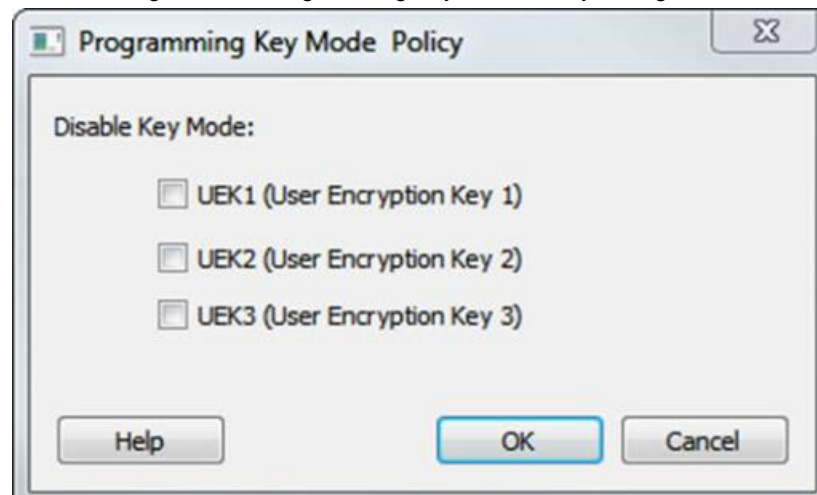 Programming Key Mode Policy
Disable Key Mode:
UEK1 (User Encryption Key 1)
UEK2 (User Encryption Key 2)
UEK3 (User Encryption Key 3)
Help OK Cancel